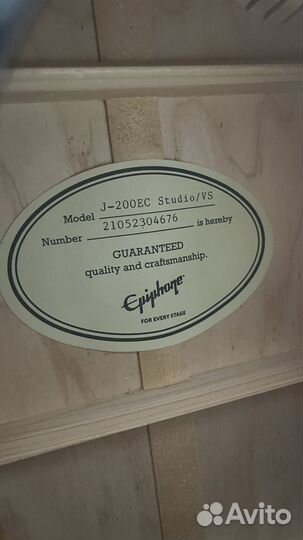 Model J-200EC Studio/VS
Number 21052304676 is hereby
GUARANTEED
quality and craftsmanship.
Epiphone
FOR EVERY STAGE
Avito